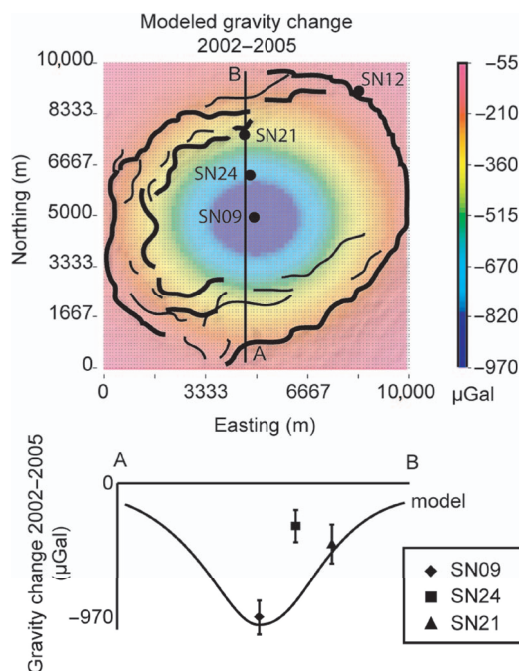 Modeled gravity change
2002–2005
10,000
8333
6667
5000
3333
1667
0
Northing (m)
B
SN12
SN21
SN24
SN09
A
0
3333
6667
10,000
Easting (m)
−55
−210
−360
−515
−670
−820
−970
µGal
A
B
0
model
−970
Gravity change 2002–2005
(µGal)
SN09
SN24
SN21